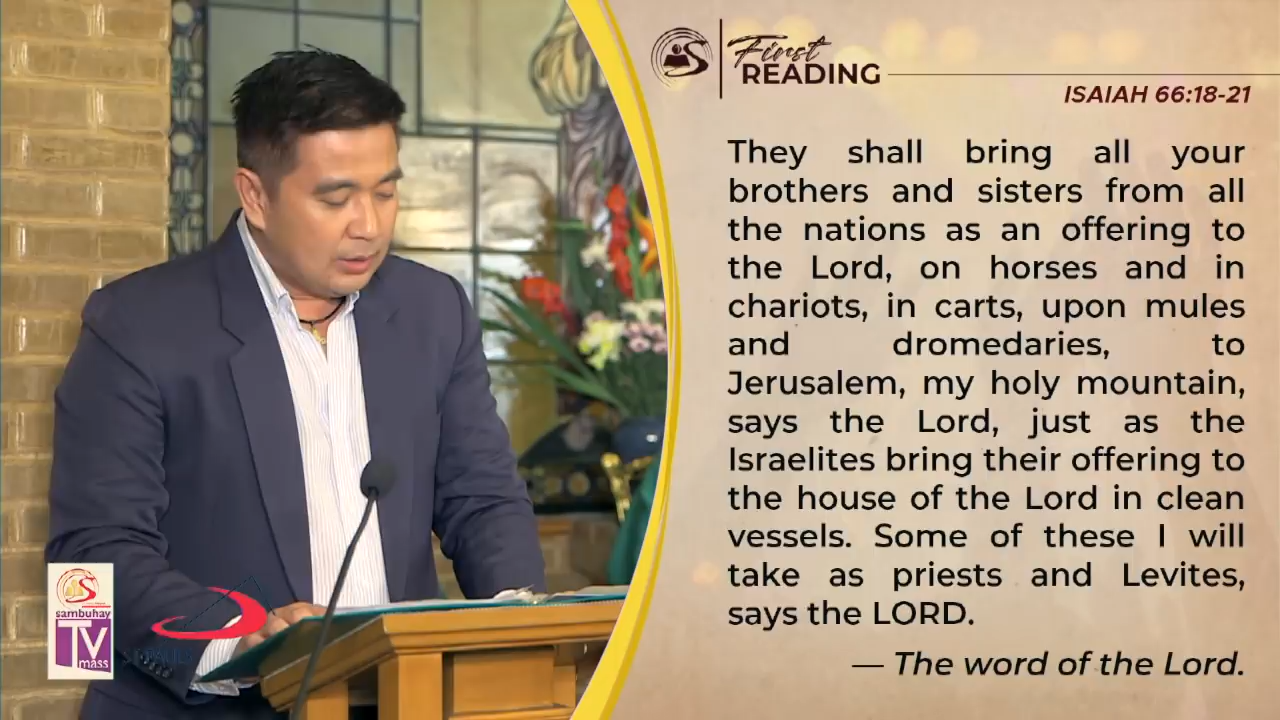 First
READING
ISAIAH 66:18-21
They shall bring all your
brothers and sisters from all
the nations as an offering to
the Lord, on horses and in
chariots, in carts, upon mules
and dromedaries, to
Jerusalem, my holy mountain,
says the Lord, just as the
Israelites bring their offering to
the house of the Lord in clean
vessels. Some of these I will
take as priests and Levites,
says the LORD.
— The word of the Lord.
sambuhay
TV
mass